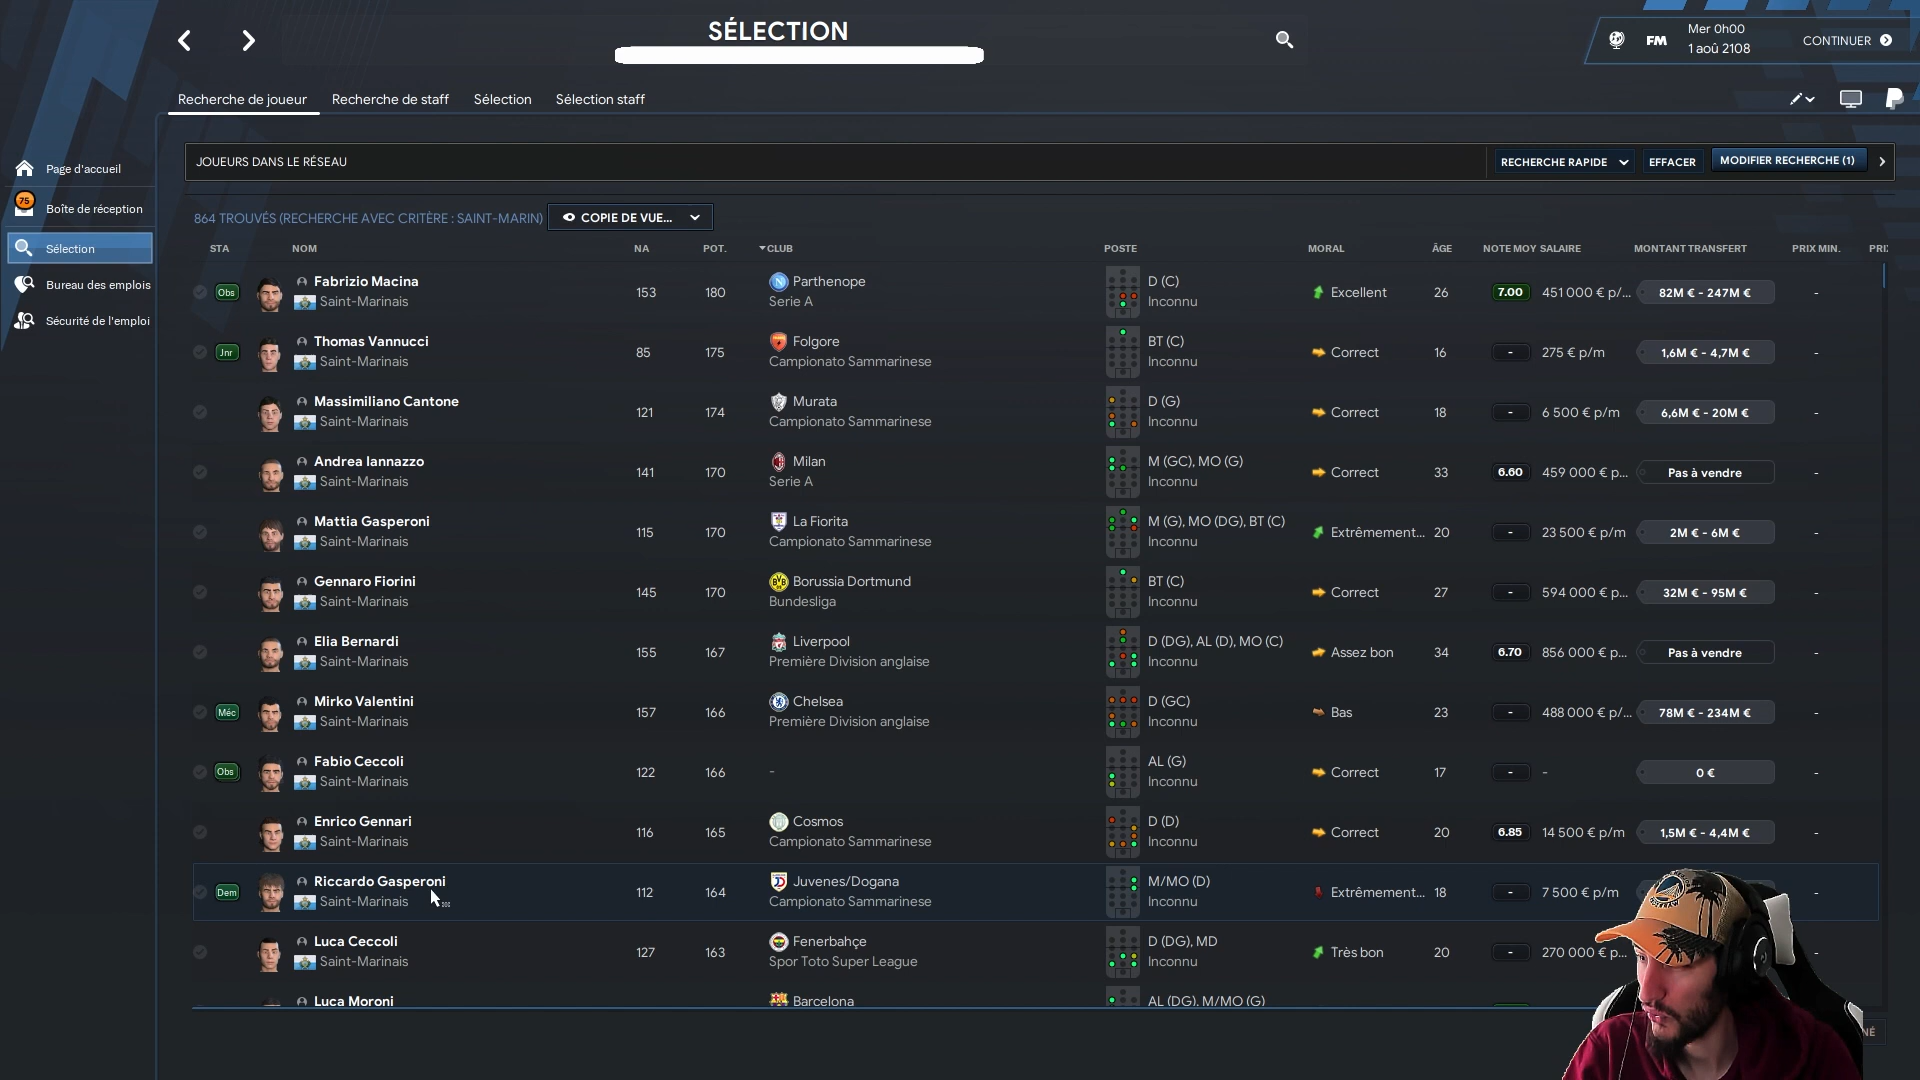 SÉLECTION
Mer 0h00
FM
1 aoû 2108
CONTINUER
Recherche de joueur Recherche de staff Sélection Sélection staff
Page d'accueil
75
Boîte de réception
Sélection
Bureau des emplois
Sécurité de l'emploi
JOUEURS DANS LE RÉSEAU
RECHERCHE RAPIDE EFFACER MODIFIER RECHERCHE (1)
864 TROUVÉS (RECHERCHE AVEC CRITÈRE : SAINT-MARIN) COPIE DE VUE...
STA NOM NA POT. CLUB POSTE MORAL ÂGE NOTE MOY SALAIRE MONTANT TRANSFERT PRIX MIN.
Fabrizio Macina Parthenope D (C)
Obs 153 180 Excellent 26 7.00 451 000 € p/... 82M € - 247M € -
Saint-Marinais Serie A Inconnu
Thomas Vannucci Folgore BT (C)
Jnr 85 175 Correct 16 - 275 € p/m 1,6M € - 4,7M € -
Saint-Marinais Campionato Sammarinese Inconnu
Massimiliano Cantone Murata D (G)
121 174 Correct 18 - 6 500 € p/m 6,6M € - 20M € -
Saint-Marinais Campionato Sammarinese Inconnu
Andrea Iannazzo Milan M (GC), MO (G)
141 170 Correct 33 6.60 459 000 € p... Pas à vendre -
Saint-Marinais Serie A Inconnu
Mattia Gasperoni La Fiorita M (G), MO (DG), BT (C)
115 170 Extrêmement... 20 - 23 500 € p/m 2M € - 6M € -
Saint-Marinais Campionato Sammarinese Inconnu
Gennaro Fiorini Borussia Dortmund BT (C)
145 170 Correct 27 - 594 000 € p... 32M € - 95M € -
Saint-Marinais Bundesliga Inconnu
Elia Bernardi Liverpool D (DG), AL (D), MO (C)
155 167 Assez bon 34 6.70 856 000 € p... Pas à vendre -
Saint-Marinais Première Division anglaise Inconnu
Mirko Valentini Chelsea D (GC)
Méc 157 166 Bas 23 - 488 000 € p/... 78M € - 234M € -
Saint-Marinais Première Division anglaise Inconnu
Fabio Ceccoli AL (G)
Obs 122 166 - Correct 17 - - 0 € -
Saint-Marinais Inconnu
Enrico Gennari Cosmos D (D)
116 165 Correct 20 6.85 14 500 € p/m 1,5M € - 4,4M € -
Saint-Marinais Campionato Sammarinese Inconnu
Riccardo Gasperoni Juvenes/Dogana M/MO (D)
Dem 112 164 Extrêmement... 18 - 7 500 € p/m -
Saint-Marinais Campionato Sammarinese Inconnu
Luca Ceccoli Fenerbahçe D (DG), MD
127 163 Très bon 20 - 270 000 € p...
Saint-Marinais Spor Toto Super League Inconnu
Luca Moroni Barcelona AL (DG), M/MO (G)